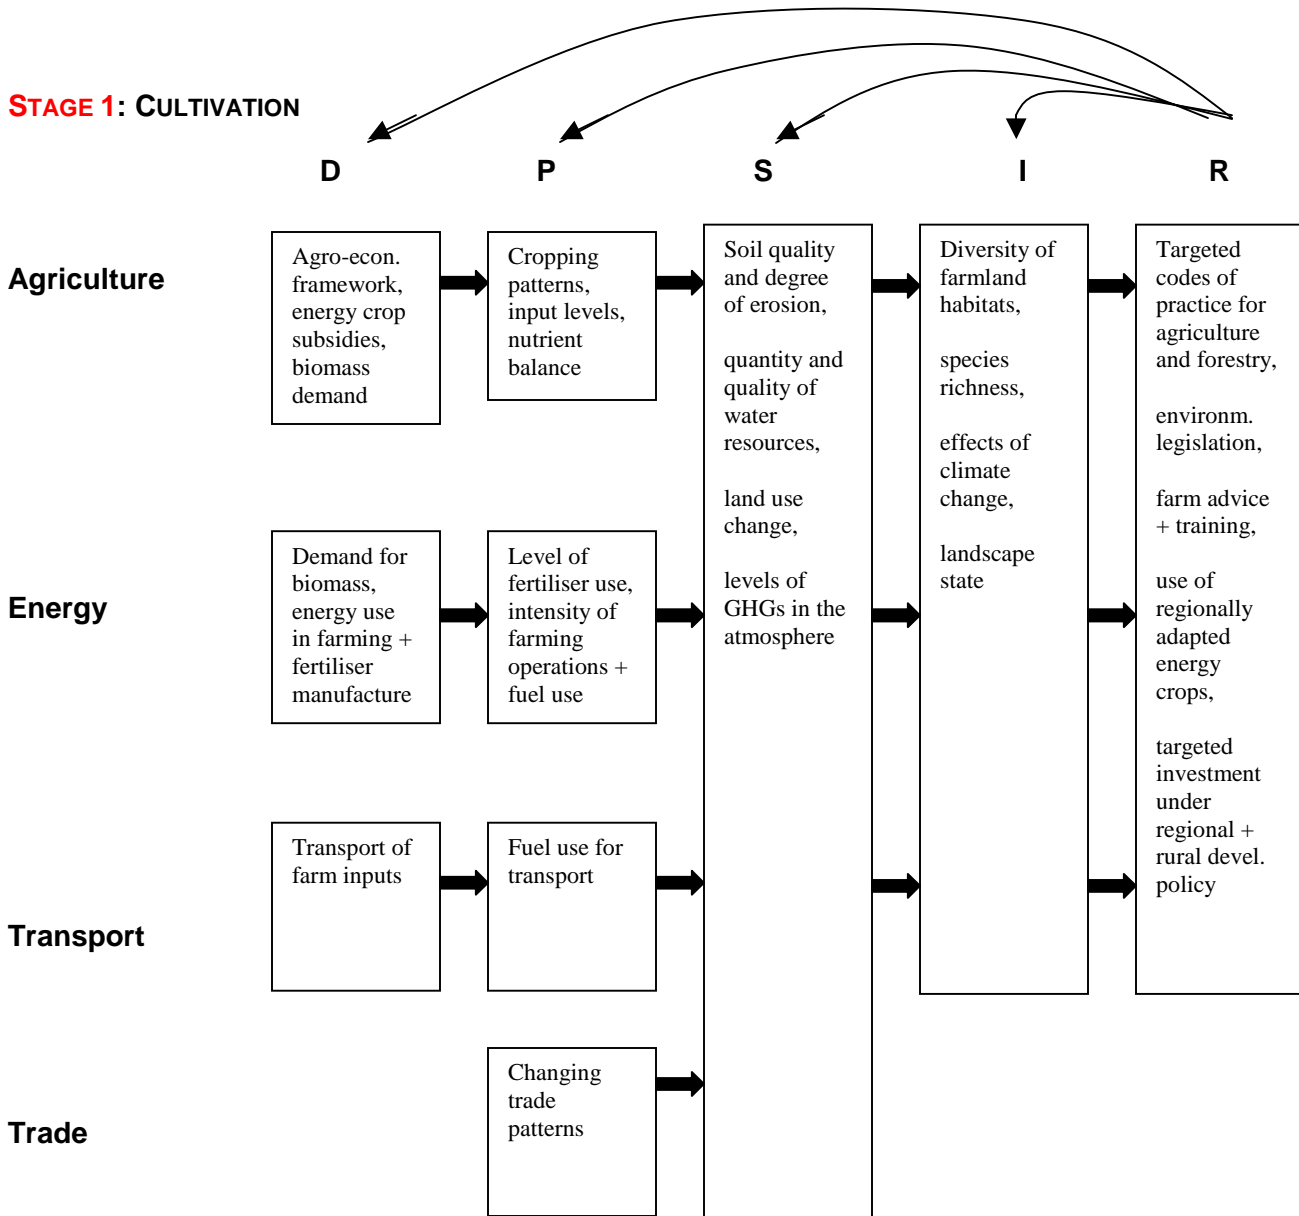 STAGE 1: CULTIVATION
D
P
S
I
R
Agriculture
Agro-econ.
framework,
energy crop
subsidies,
biomass
demand
Cropping
patterns,
input levels,
nutrient
balance
Soil quality
and degree
of erosion,
quantity and
quality of
water
resources,
land use
change,
levels of
GHGs in the
atmosphere
Diversity of
farmland
habitats,
species
richness,
effects of
climate
change,
landscape
state
Targeted
codes of
practice for
agriculture
and forestry,
environm.
legislation,
farm advice
+ training,
use of
regionally
adapted
energy
crops,
targeted
investment
under
regional +
rural devel.
policy
Energy
Demand for
biomass,
energy use
in farming +
fertiliser
manufacture
Level of
fertiliser use,
intensity of
farming
operations +
fuel use
Transport
Transport of
farm inputs
Fuel use for
transport
Trade
Changing
trade
patterns